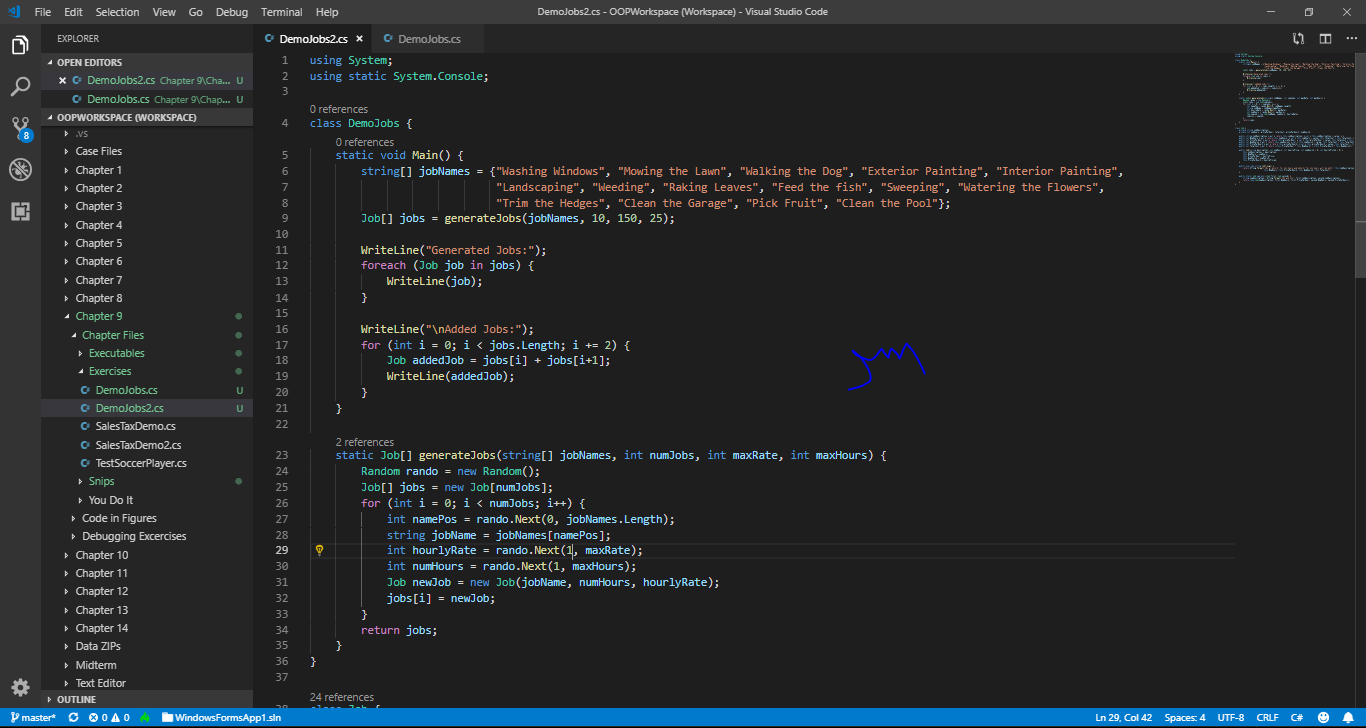 File Edit Selection View Go Debug Terminal Help DemoJobs2.cs - OOPWorkspace (Workspace) - Visual Studio Code
EXPLORER
OPEN EDITORS
DemoJobs2.cs Chapter 9\Cha... U
DemoJobs.cs Chapter 9\Chap... U
OOPWORKSPACE (WORKSPACE)
.vs
Case Files
Chapter 1
Chapter 2
Chapter 3
Chapter 4
Chapter 5
Chapter 6
Chapter 7
Chapter 8
Chapter 9
Chapter Files
Executables
Exercises
DemoJobs.cs U
DemoJobs2.cs U
SalesTaxDemo.cs
SalesTaxDemo2.cs
TestSoccerPlayer.cs
Snips
You Do It
Code in Figures
Debugging Excercises
Chapter 10
Chapter 11
Chapter 12
Chapter 13
Chapter 14
Data ZIPs
Midterm
Text Editor
OUTLINE
8
DemoJobs2.cs DemoJobs.cs
1 using System;
2 using static System.Console;
3
0 references
4 class DemoJobs {
0 references
5 static void Main() {
6 string[] jobNames = {"Washing Windows", "Mowing the Lawn", "Walking the Dog", "Exterior Painting", "Interior Painting",
7 "Landscaping", "Weeding", "Raking Leaves", "Feed the fish", "Sweeping", "Watering the Flowers",
8 "Trim the Hedges", "Clean the Garage", "Pick Fruit", "Clean the Pool"};
9 Job[] jobs = generateJobs(jobNames, 10, 150, 25);
10
11 WriteLine("Generated Jobs:");
12 foreach (Job job in jobs) {
13 WriteLine(job);
14 }
15
16 WriteLine("\nAdded Jobs:");
17 for (int i = 0; i < jobs.Length; i += 2) {
18 Job addedJob = jobs[i] + jobs[i+1];
19 WriteLine(addedJob);
20 }
21 }
22
2 references
23 static Job[] generateJobs(string[] jobNames, int numJobs, int maxRate, int maxHours) {
24 Random rando = new Random();
25 Job[] jobs = new Job[numJobs];
26 for (int i = 0; i < numJobs; i++) {
27 int namePos = rando.Next(0, jobNames.Length);
28 string jobName = jobNames[namePos];
29 int hourlyRate = rando.Next(1, maxRate);
30 int numHours = rando.Next(1, maxHours);
31 Job newJob = new Job(jobName, numHours, hourlyRate);
32 jobs[i] = newJob;
33 }
34 return jobs;
35 }
36 }
37
24 references
master* 0 0 WindowsFormsApp1.sln Ln 29, Col 42 Spaces: 4 UTF-8 CRLF C#